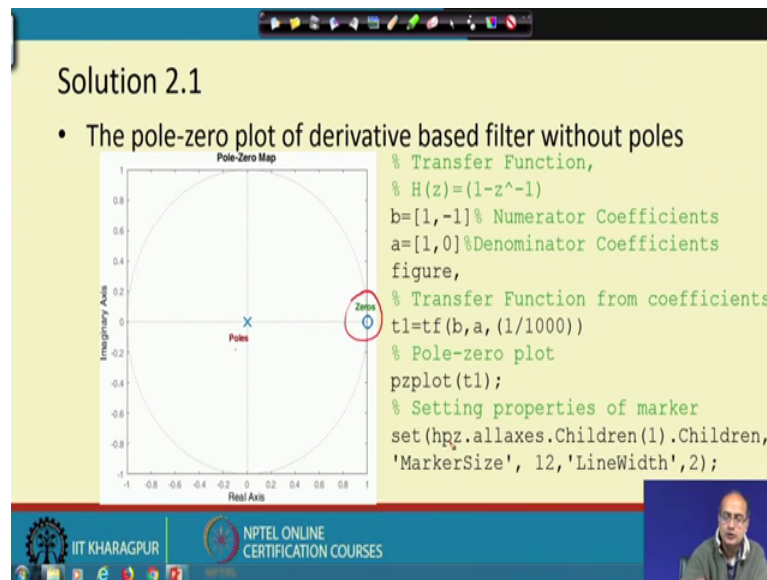 Solution 2.1
• The pole-zero plot of derivative based filter without poles
Pole-Zero Map
1
0.8
0.6
0.4
0.2
0
-0.2
-0.4
-0.6
-0.8
-1
Imaginary Axis
Zeros
Poles
-1 -0.8 -0.6 -0.4 -0.2 0 0.2 0.4 0.6 0.8 1
Real Axis
% Transfer Function,
% H(z)=(1-z^-1)
b=[1,-1]% Numerator Coefficients
a=[1,0]%Denominator Coefficients
figure,
% Transfer Function from coefficients
t1=tf(b,a,(1/1000))
% Pole-zero plot
pzplot(t1);
% Setting properties of marker
set(hpz.allaxes.Children(1).Children,
'MarkerSize', 12,'LineWidth',2);
IIT KHARAGPUR
NPTEL ONLINE
CERTIFICATION COURSES